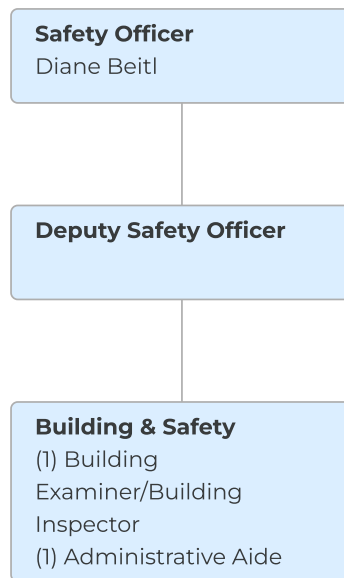 Safety Officer
Diane Beitl
Deputy Safety Officer
Building & Safety
(1) Building
Examiner/Building
Inspector
(1) Administrative Aide